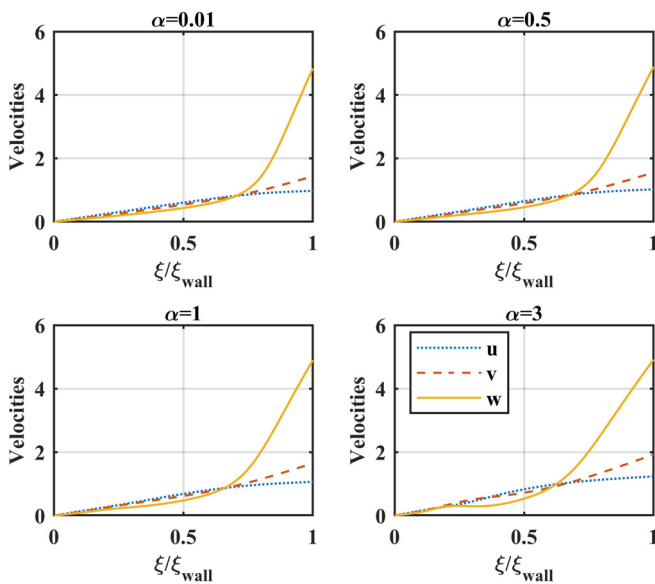 α=0.01
6
4
2
0
Velocities
0
0.5
1
ξ/ξwall
α=0.5
6
4
2
0
Velocities
0
0.5
1
ξ/ξwall
α=1
6
4
2
0
Velocities
0
0.5
1
ξ/ξwall
α=3
6
4
2
0
Velocities
u
v
w
0
0.5
1
ξ/ξwall